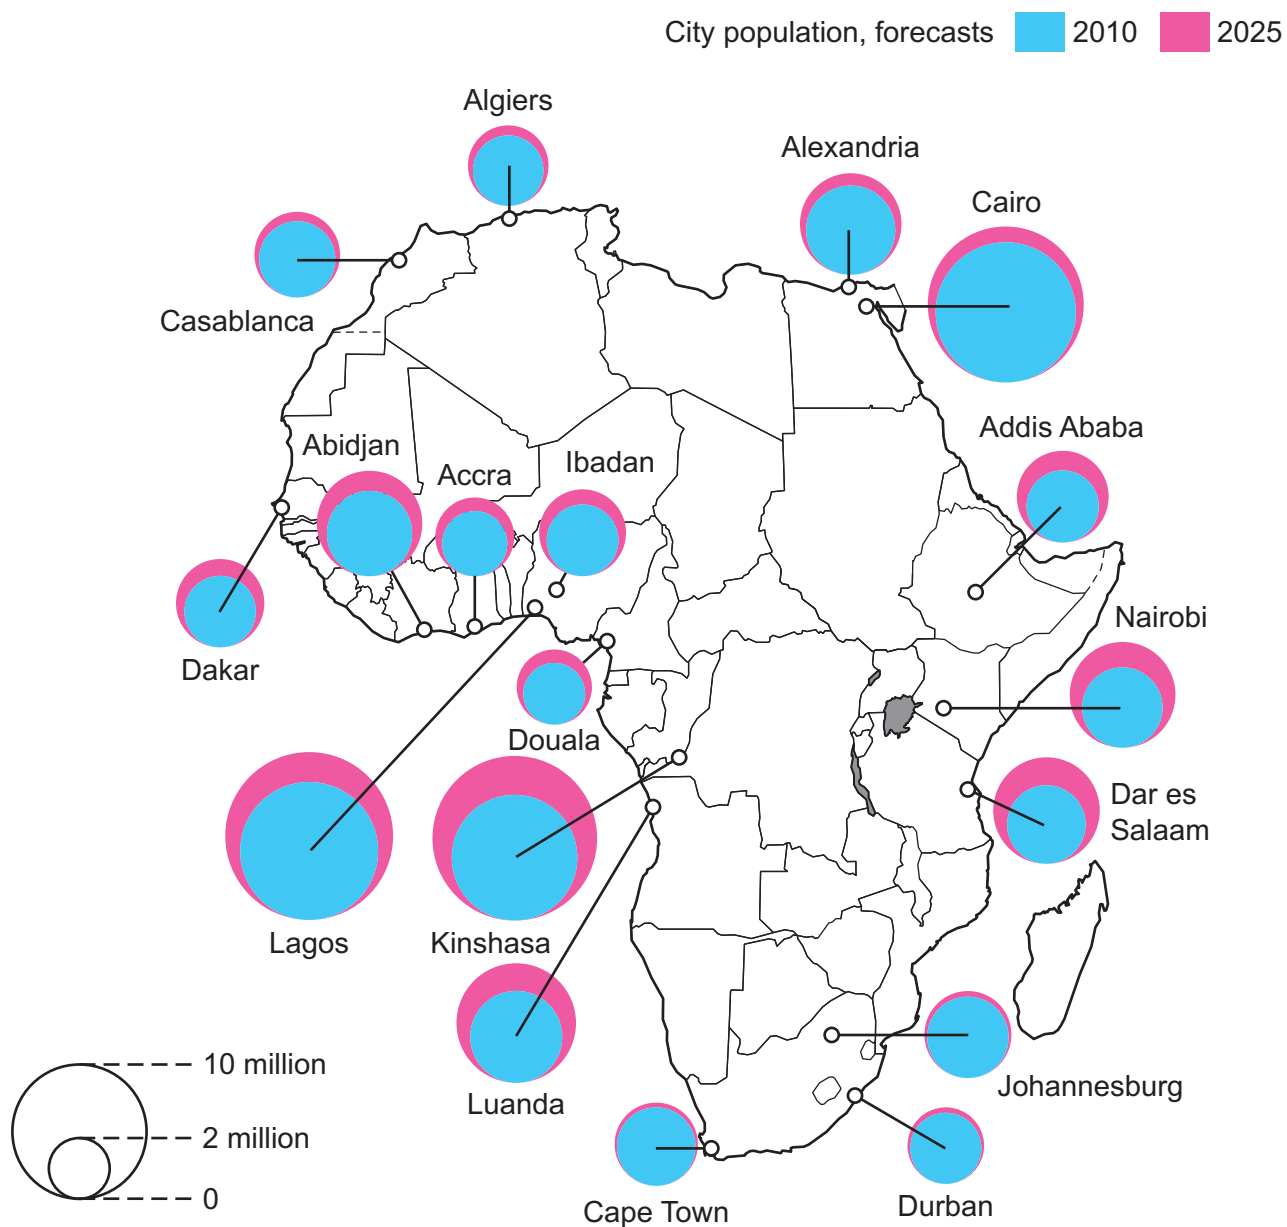 City population, forecasts 2010 2025
Algiers
Alexandria
Cairo
Casablanca
Addis Ababa
Abidjan
Accra
Ibadan
Nairobi
Dakar
Douala
Dar es
Salaam
Lagos
Kinshasa
Luanda
Johannesburg
Cape Town
Durban
10 million
2 million
0